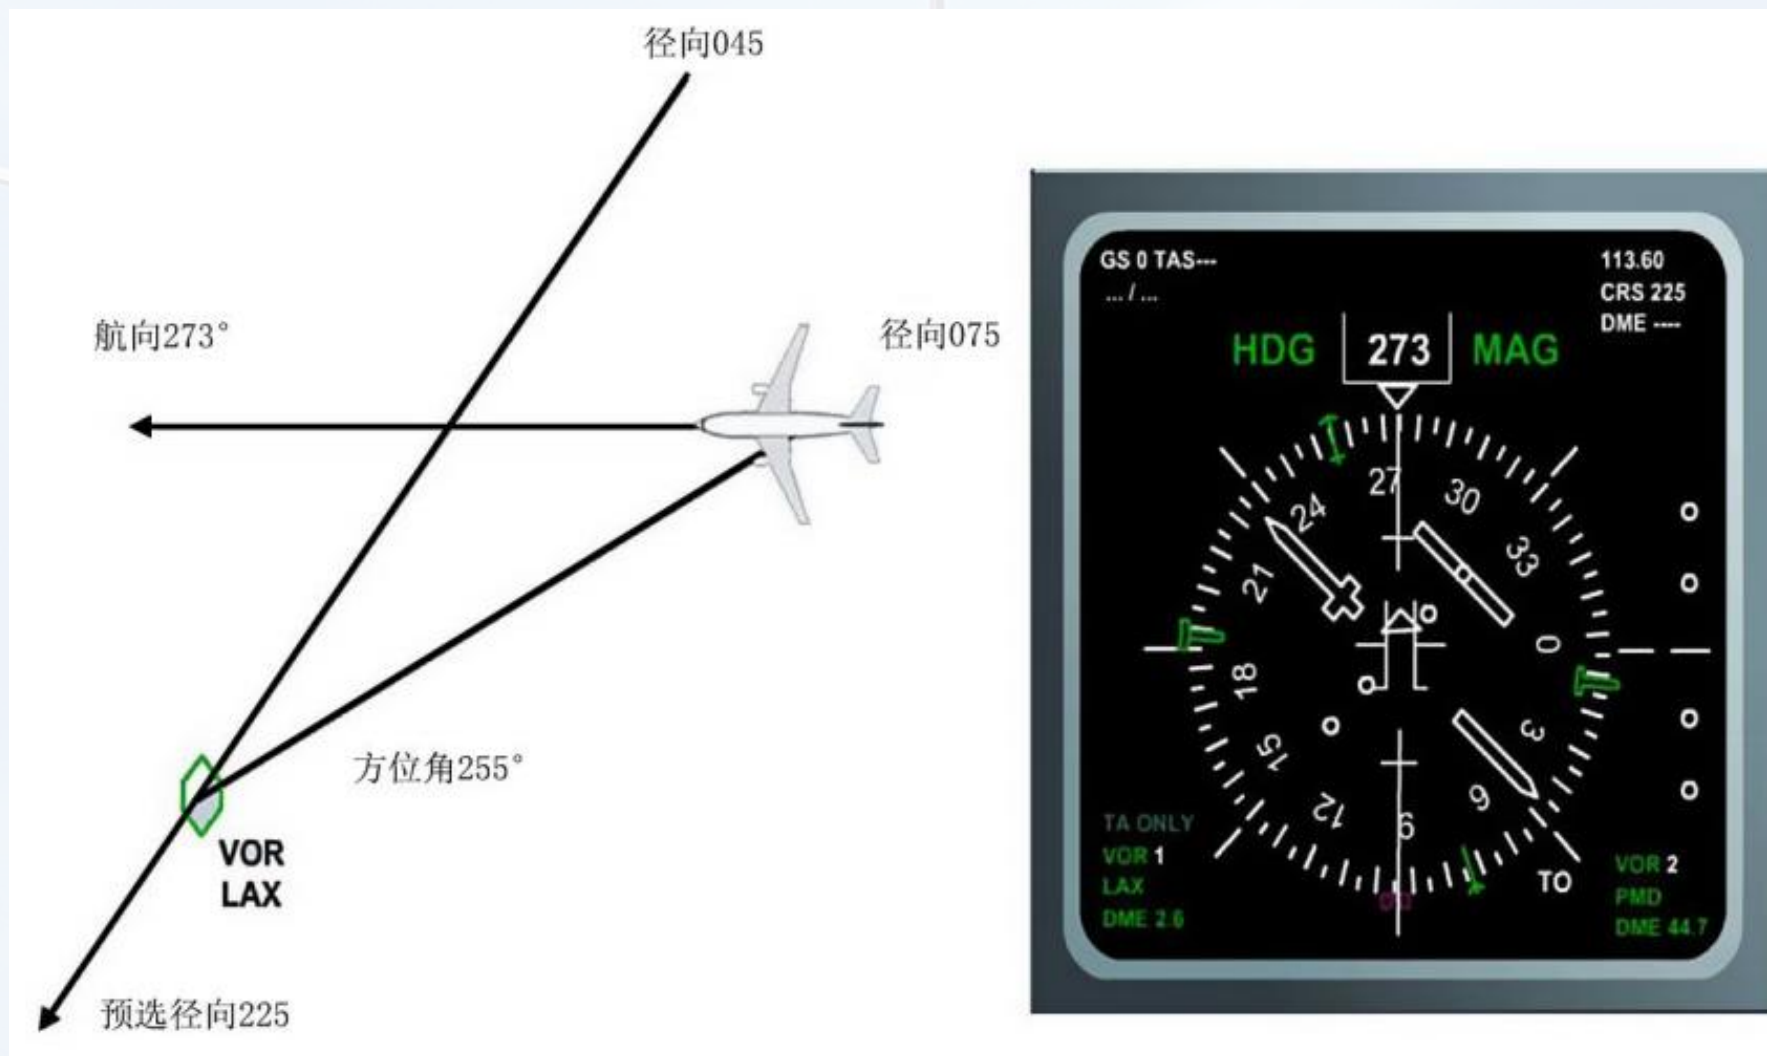 径向045
航向273°
径向075
方位角255°
VOR
LAX
预选径向225
GS 0 TAS---
... / ...
113.60
CRS 225
DME ----
HDG 273 MAG
27
30
33
0
3
6
9
12
15
18
21
24
TA ONLY
VOR 1
LAX
DME 2.6
TO
VOR 2
PMD
DME 44.7